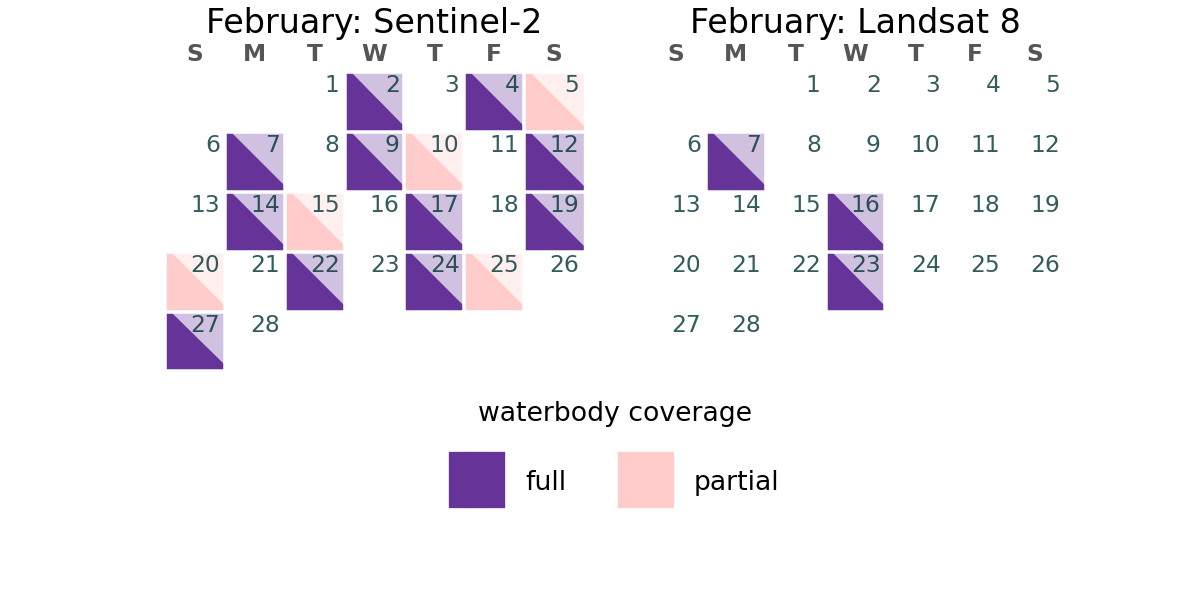 February: Sentinel-2
S M T W T F S
1 2 3 4 5
6 7 8 9 10 11 12
13 14 15 16 17 18 19
20 21 22 23 24 25 26
27 28
February: Landsat 8
S M T W T F S
1 2 3 4 5
6 7 8 9 10 11 12
13 14 15 16 17 18 19
20 21 22 23 24 25 26
27 28
waterbody coverage
full
partial